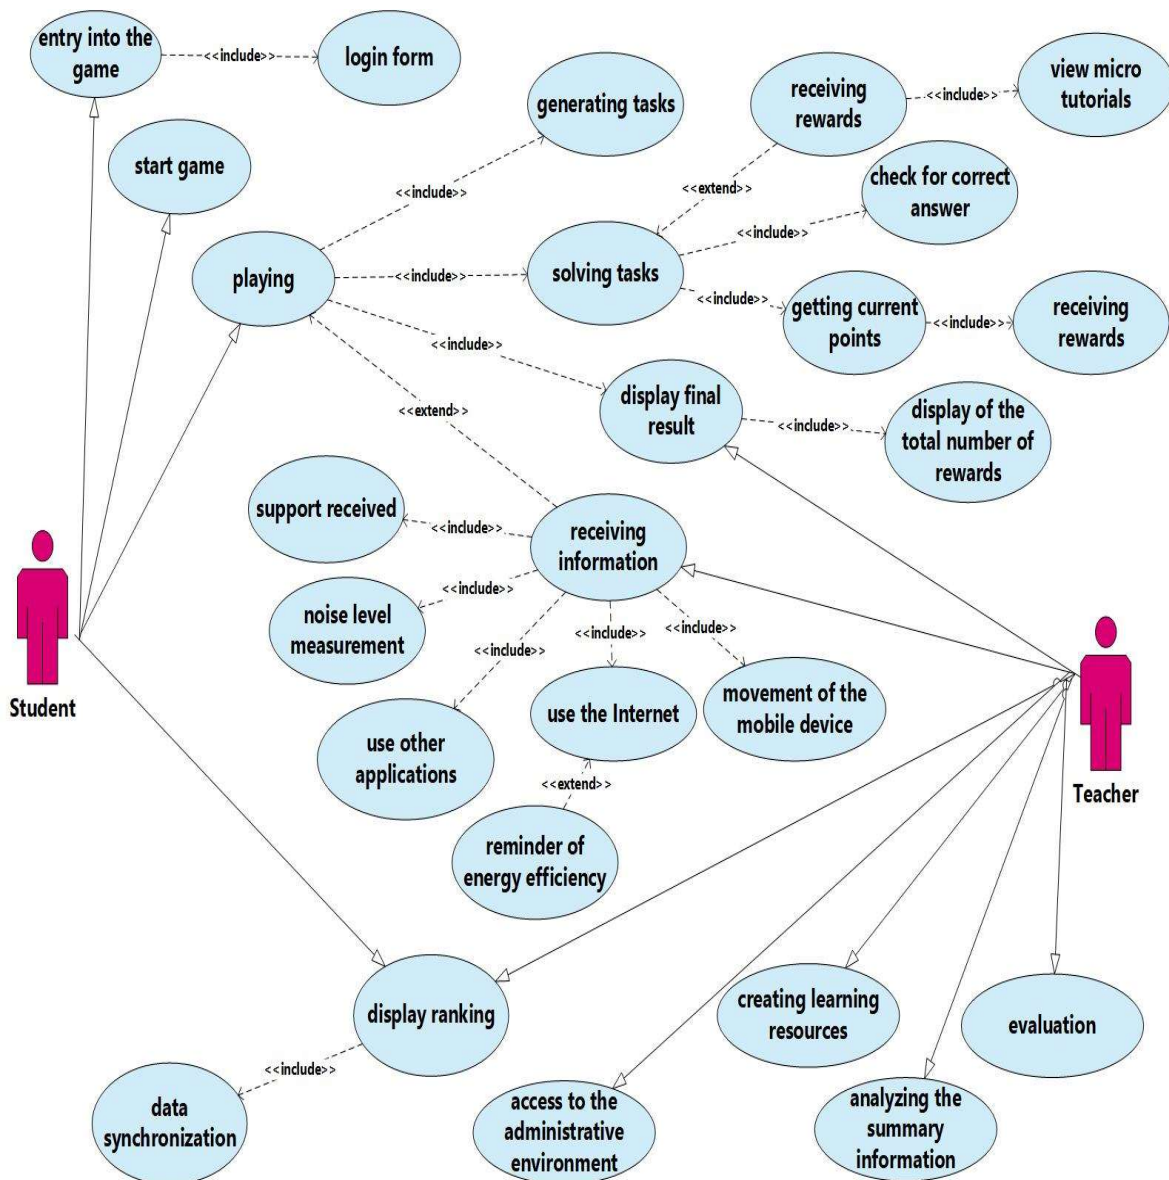 entry into the
game
<<include>>
login form
generating tasks
receiving
rewards
<<include>>
view micro
tutorials
start game
<<include>>
<<extend>>
check for correct
answer
<<include>>
playing
<<include>>
solving tasks
<<include>>
getting current
points
<<include>>
receiving
rewards
<<include>>
<<extend>>
display final
result
<<include>>
display of the
total number of
rewards
support received
<<include>>
receiving
information
noise level
measurement
<<include>>
<<include>>
<<include>>
<<include>>
Student
use other
applications
use the Internet
movement of the
mobile device
<<extend>>
Teacher
reminder of
energy efficiency
display ranking
creating learning
resources
evaluation
<<include>>
data
synchronization
access to the
administrative
environment
analyzing the
summary
information